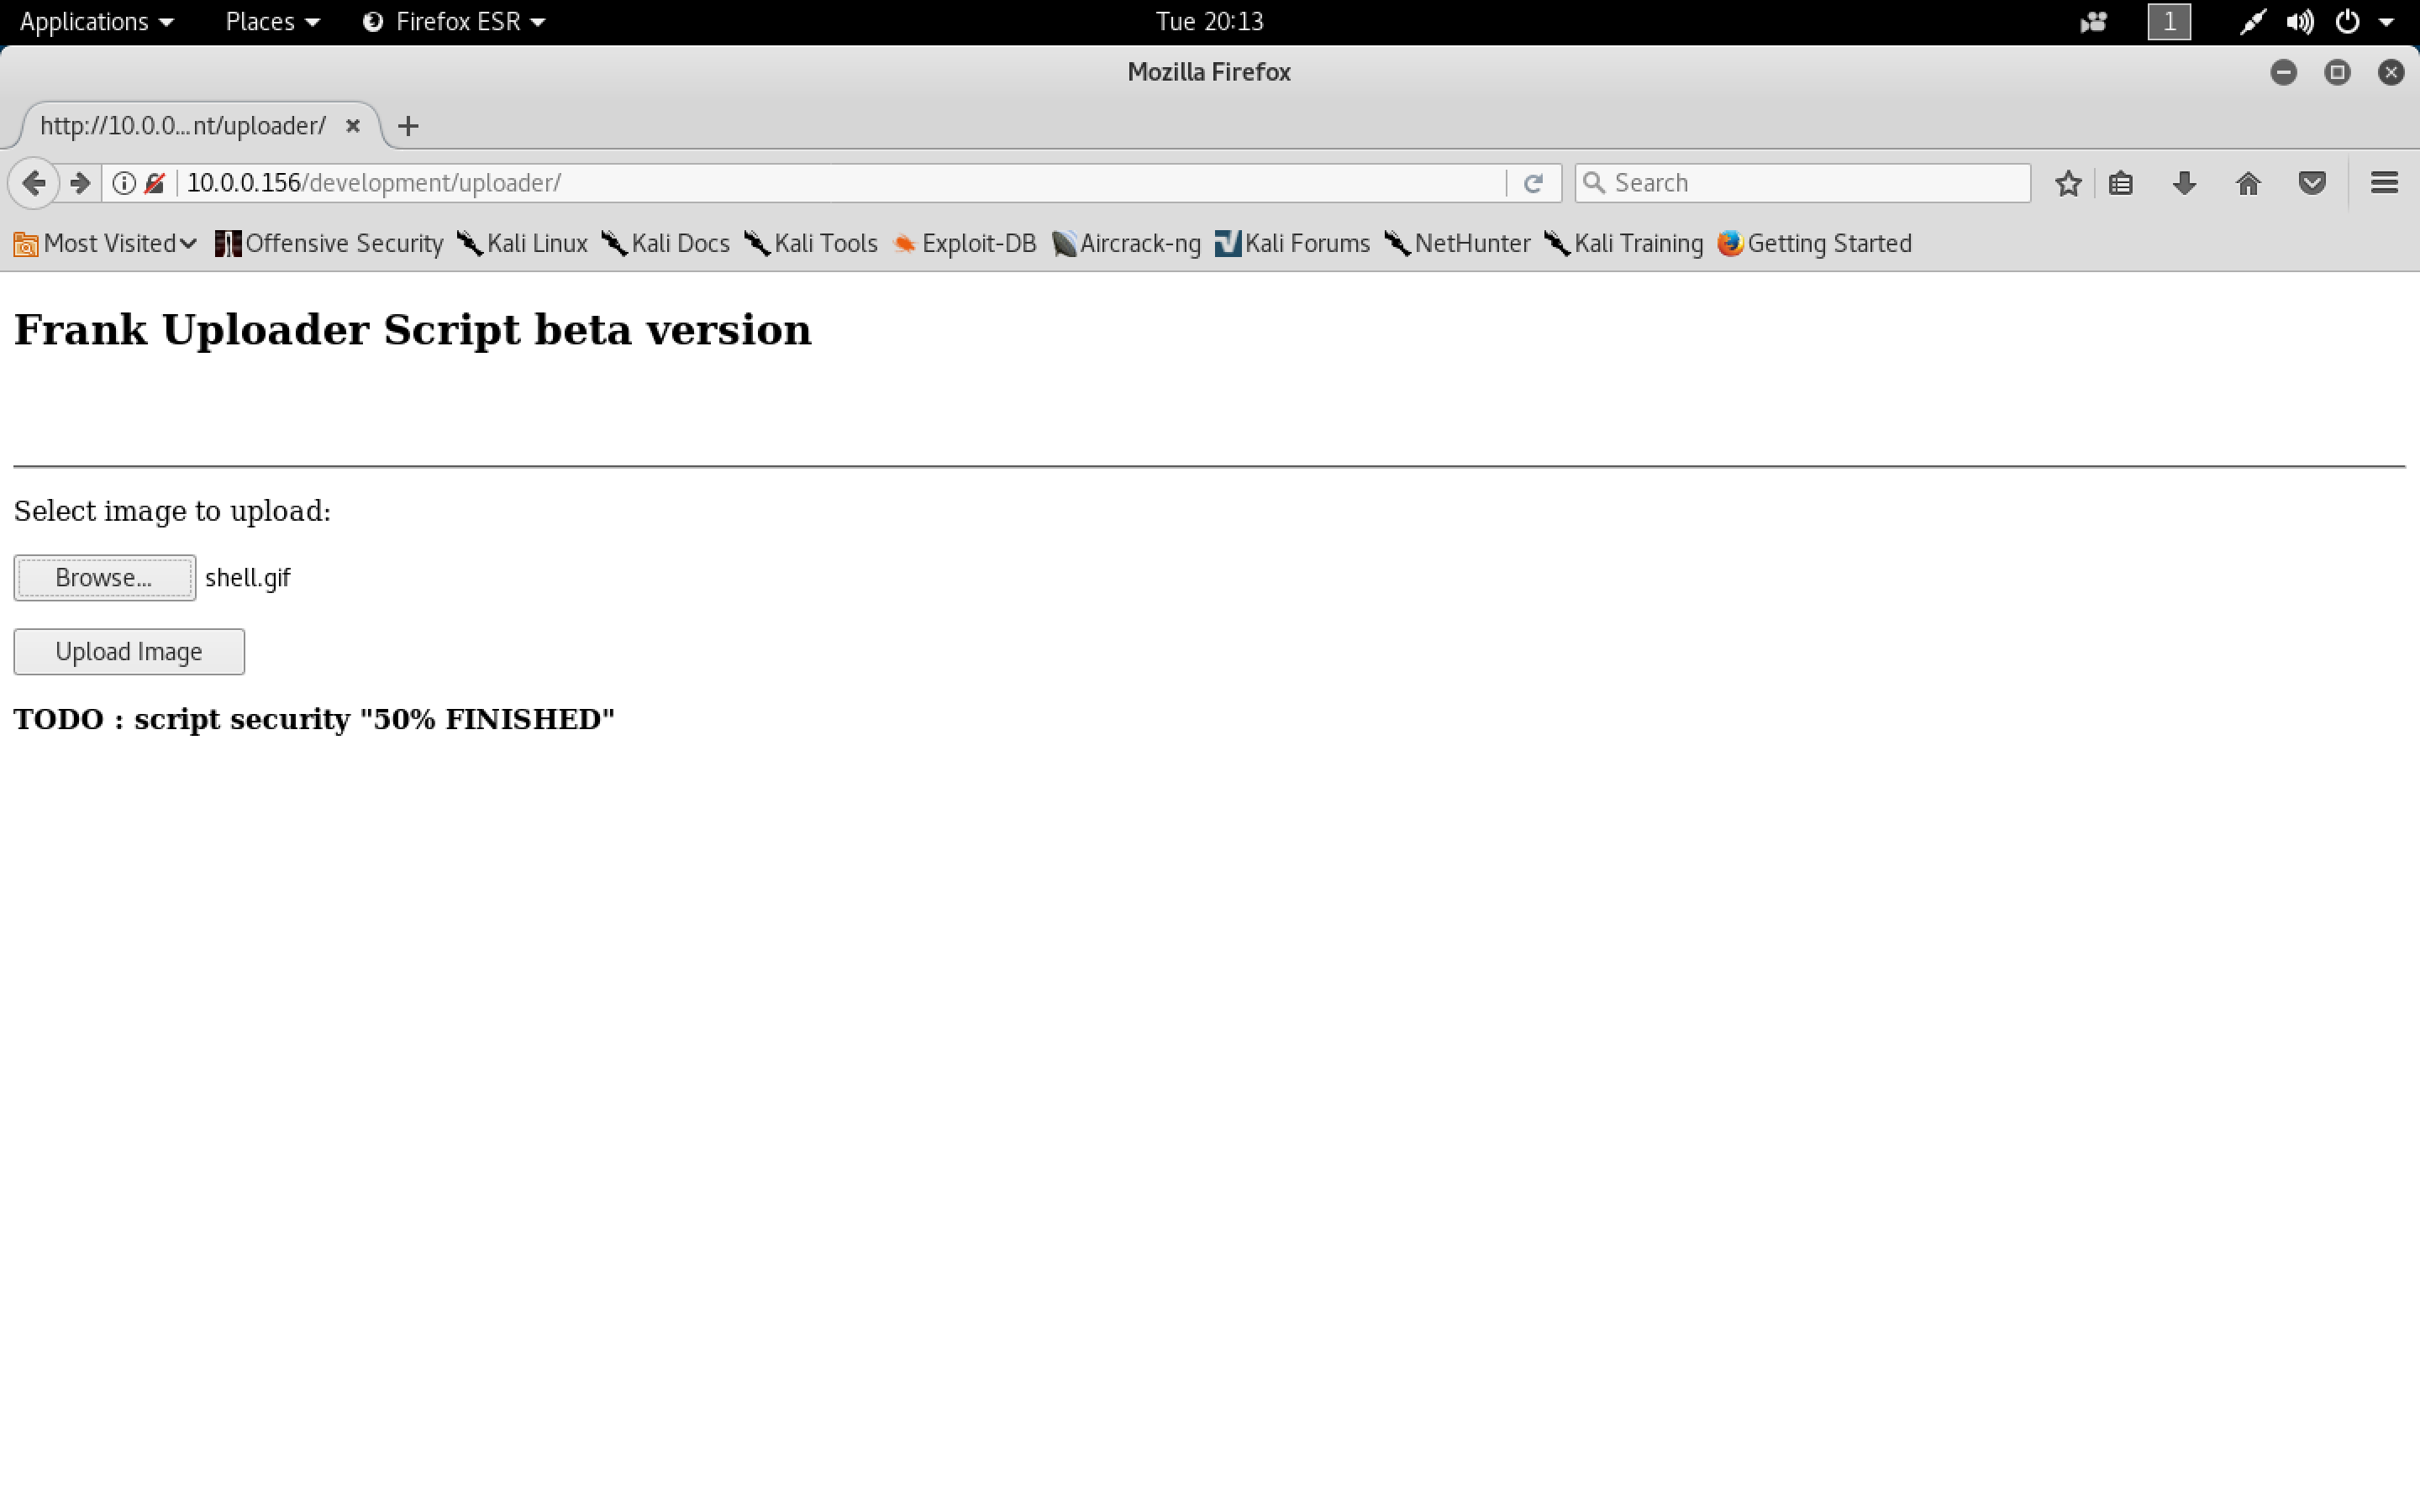 Applications Places Firefox ESR Tue 20:13 1
Mozilla Firefox
http://10.0.0...nt/uploader/
10.0.0.156/development/uploader/ Search
Most Visited Offensive Security Kali Linux Kali Docs Kali Tools Exploit-DB Aircrack-ng Kali Forums NetHunter Kali Training Getting Started
Frank Uploader Script beta version
Select image to upload:
Browse... shell.gif
Upload Image
TODO : script security "50% FINISHED"